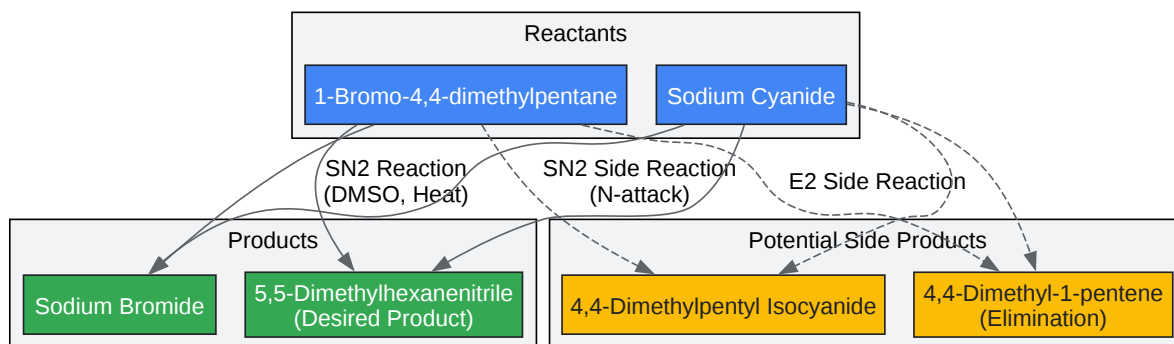 Reactants
1-Bromo-4,4-dimethylpentane
Sodium Cyanide
SN2 Reaction
(DMSO, Heat)
SN2 Side Reaction
(N-attack)
E2 Side Reaction
Products
Potential Side Products
Sodium Bromide
5,5-Dimethylhexanenitrile
(Desired Product)
4,4-Dimethylpentyl Isocyanide
4,4-Dimethyl-1-pentene
(Elimination)